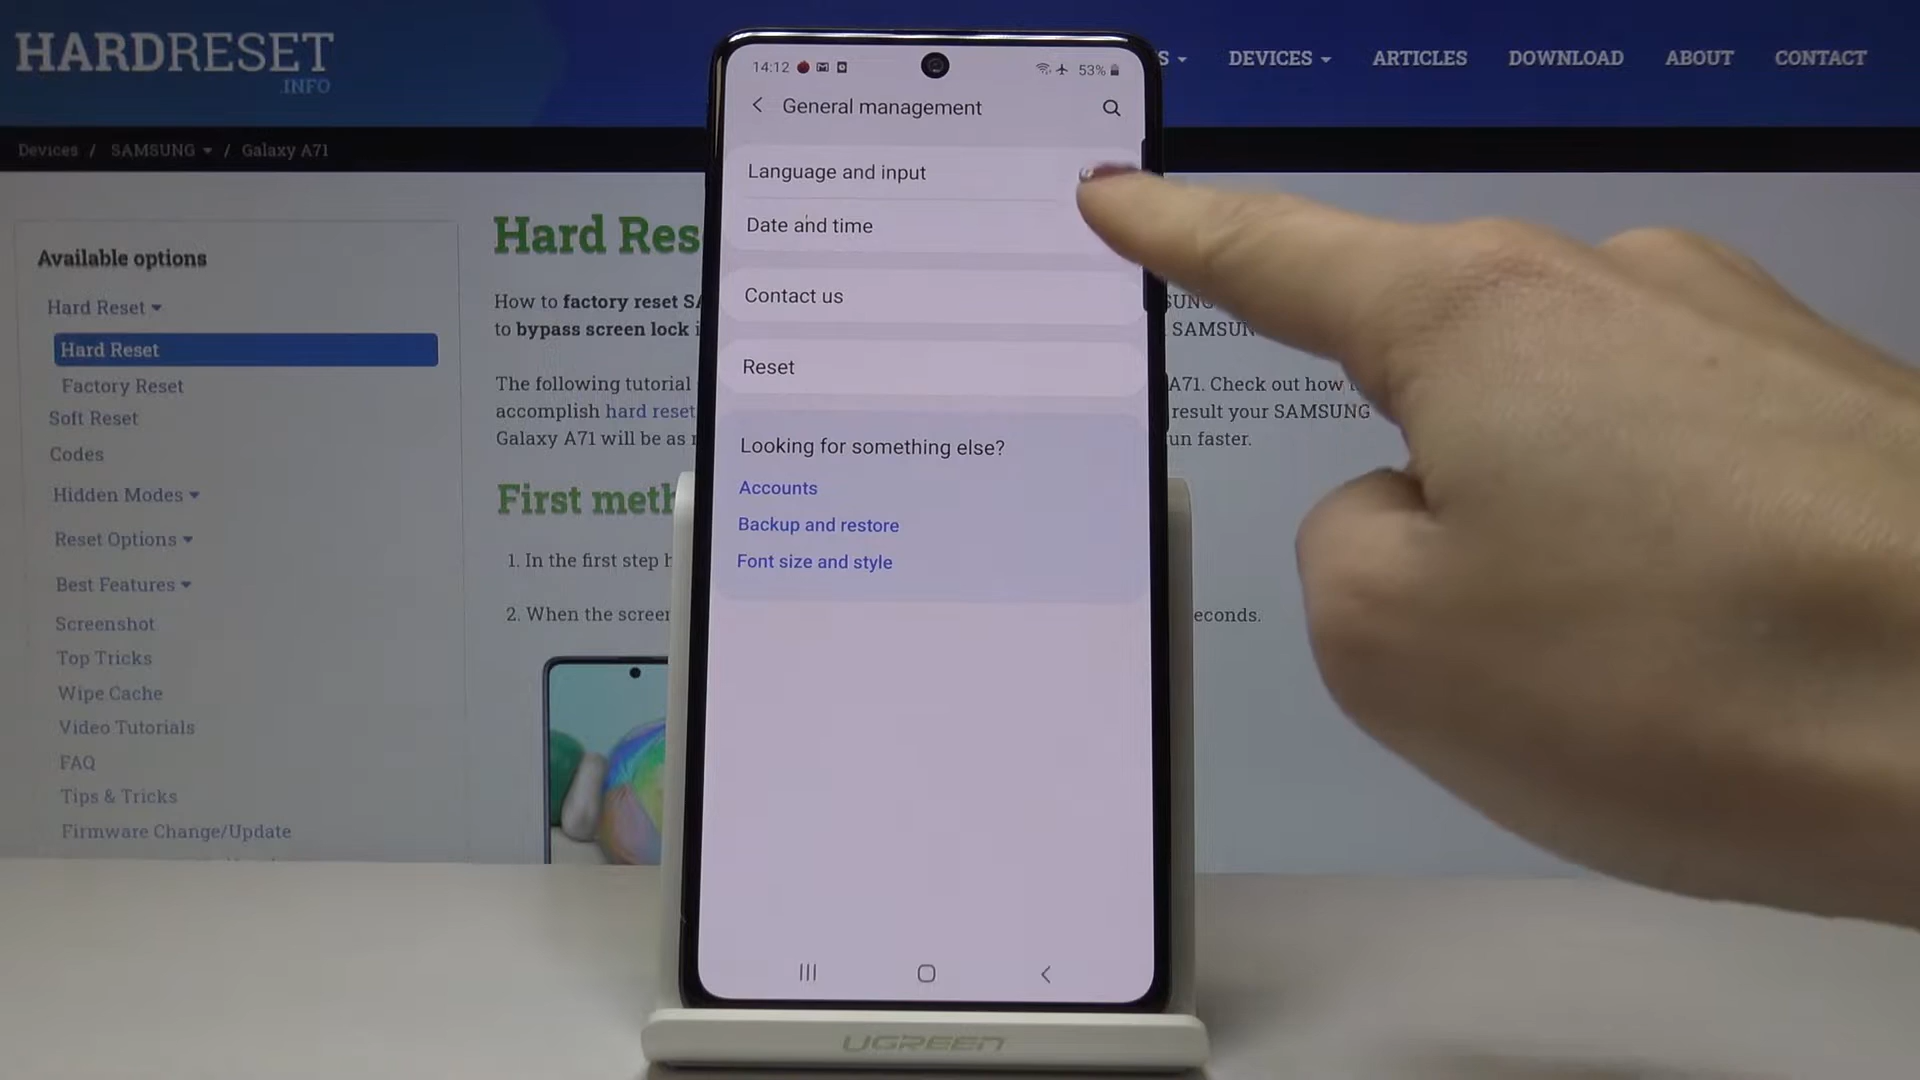 HARDRESET
.INFO
DEVICES
ARTICLES
DOWNLOAD
ABOUT
CONTACT
Devices / SAMSUNG / Galaxy A71
Available options
Hard Reset
Hard Reset
Factory Reset
Soft Reset
Codes
Hidden Modes
Reset Options
Best Features
Screenshot
Top Tricks
Wipe Cache
Video Tutorials
FAQ
Tips & Tricks
Firmware Change/Update
Hard Res
How to factory reset
to bypass screen lock
SAMSUN
The following tutorial
A71. Check out how
accomplish hard reset
result your SAMSUNG
Galaxy A71 will be as
un faster.
First meth
1. In the first step h
2. When the screen
econds.
14:12
53%
General management
Language and input
Date and time
Contact us
Reset
Looking for something else?
Accounts
Backup and restore
Font size and style
UGREEN